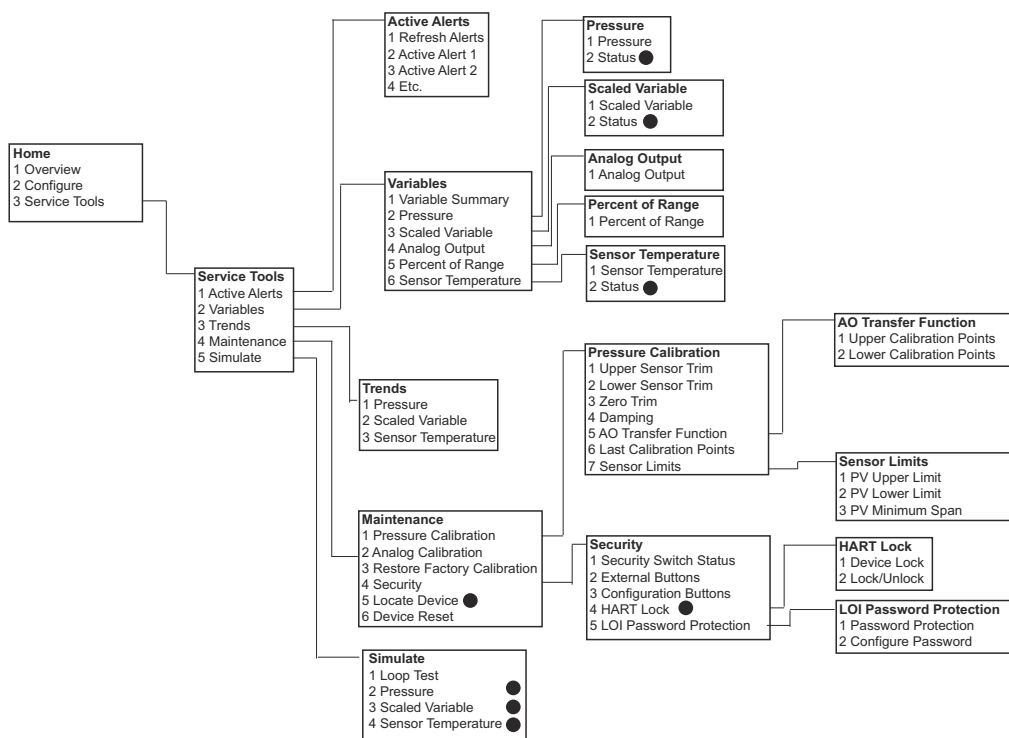 Home
1 Overview
2 Configure
3 Service Tools
Service Tools
1 Active Alerts
2 Variables
3 Trends
4 Maintenance
5 Simulate
Active Alerts
1 Refresh Alerts
2 Active Alert 1
3 Active Alert 2
4 Etc.
Variables
1 Variable Summary
2 Pressure
3 Scaled Variable
4 Analog Output
5 Percent of Range
6 Sensor Temperature
Trends
1 Pressure
2 Scaled Variable
3 Sensor Temperature
Maintenance
1 Pressure Calibration
2 Analog Calibration
3 Restore Factory Calibration
4 Security
5 Locate Device
6 Device Reset
Simulate
1 Loop Test
2 Pressure
3 Scaled Variable
4 Sensor Temperature
Pressure
1 Pressure
2 Status
Scaled Variable
1 Scaled Variable
2 Status
Analog Output
1 Analog Output
Percent of Range
1 Percent of Range
Sensor Temperature
1 Sensor Temperature
2 Status
Pressure Calibration
1 Upper Sensor Trim
2 Lower Sensor Trim
3 Zero Trim
4 Damping
5 AO Transfer Function
6 Last Calibration Points
7 Sensor Limits
Security
1 Security Switch Status
2 External Buttons
3 Configuration Buttons
4 HART Lock
5 LOI Password Protection
AO Transfer Function
1 Upper Calibration Points
2 Lower Calibration Points
Sensor Limits
1 PV Upper Limit
2 PV Lower Limit
3 PV Minimum Span
HART Lock
1 Device Lock
2 Lock/Unlock
LOI Password Protection
1 Password Protection
2 Configure Password